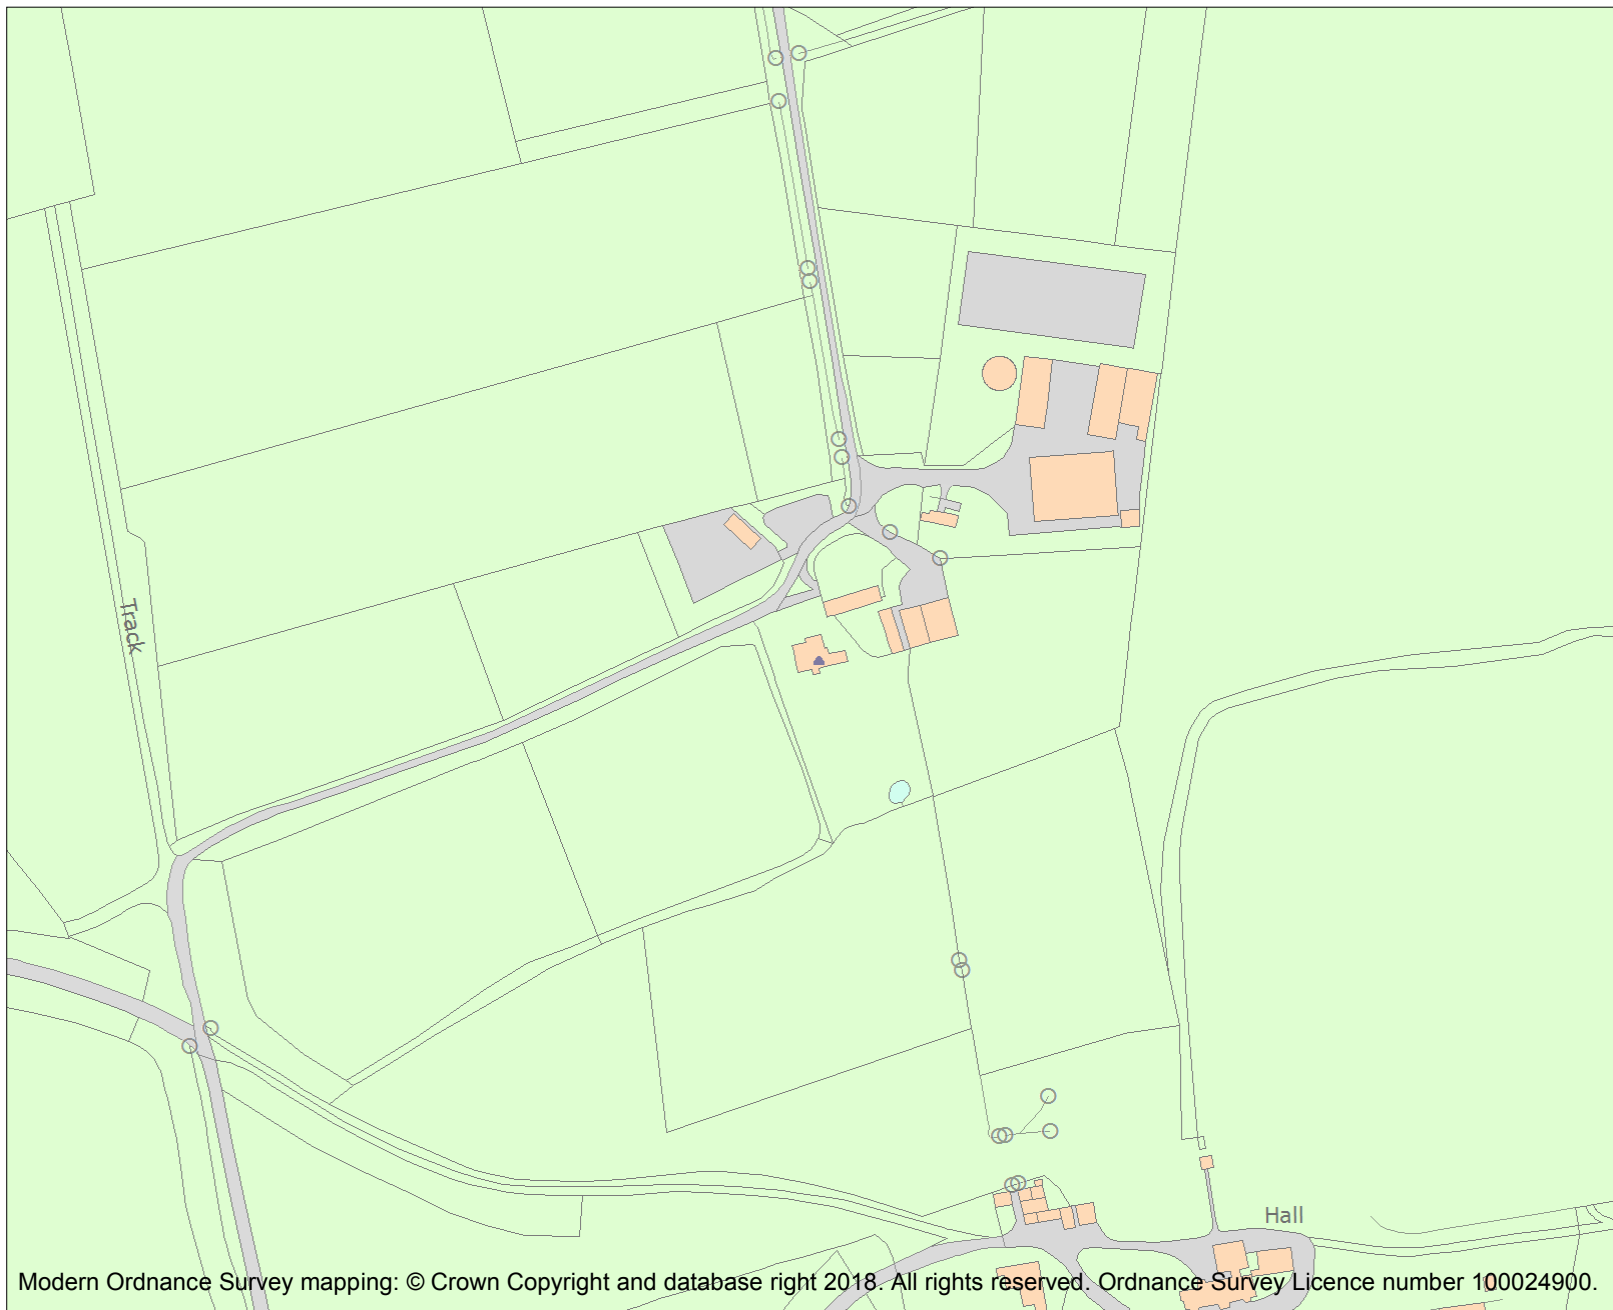 Track
Hall
Modern Ordnance Survey mapping: © Crown Copyright and database right 2018. All rights reserved. Ordnance Survey Licence number 100024900.